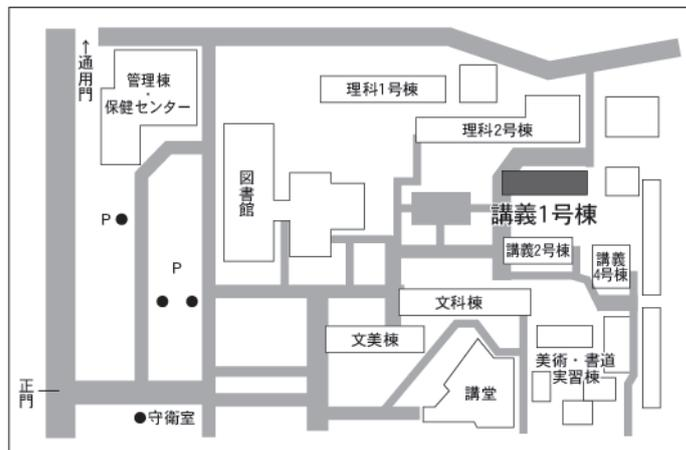 ↑通用門
管理棟
・
保健センター
理科1号棟
理科2号棟
図書館
講義1号棟
P
P
講義2号棟
講義
4号棟
文科棟
文美棟
美術・書道
実習棟
講堂
正門
守衛室